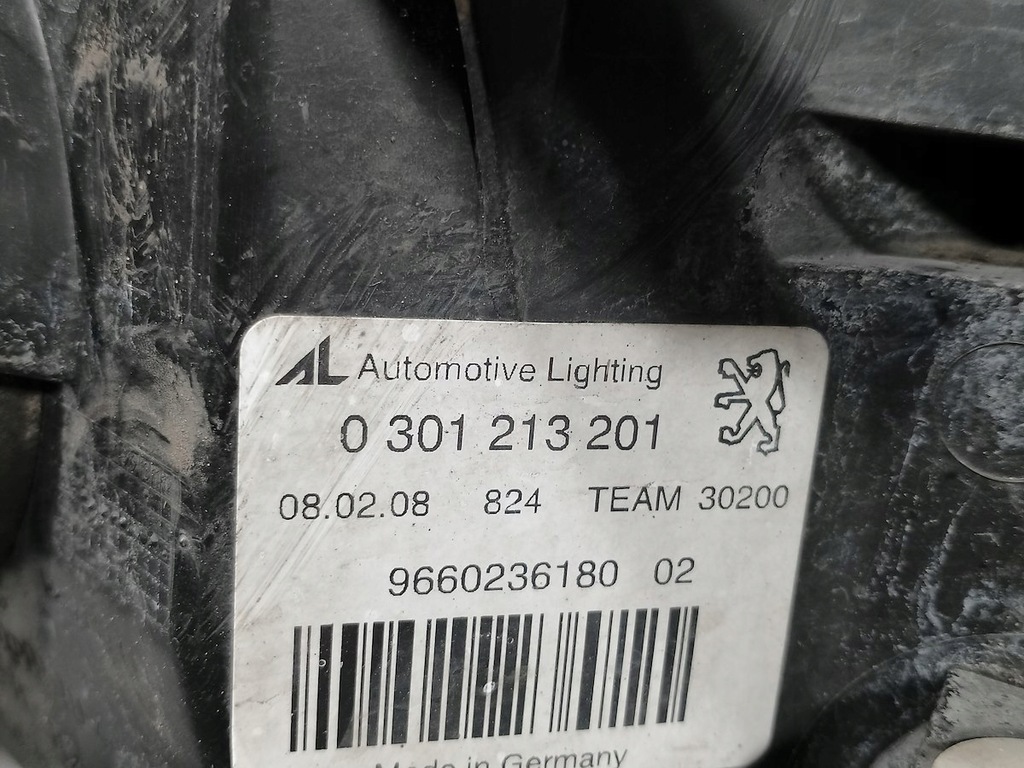 AL Automotive Lighting
0 301 213 201
08.02.08 824 TEAM 30200
9660236180 02
Made in Germany